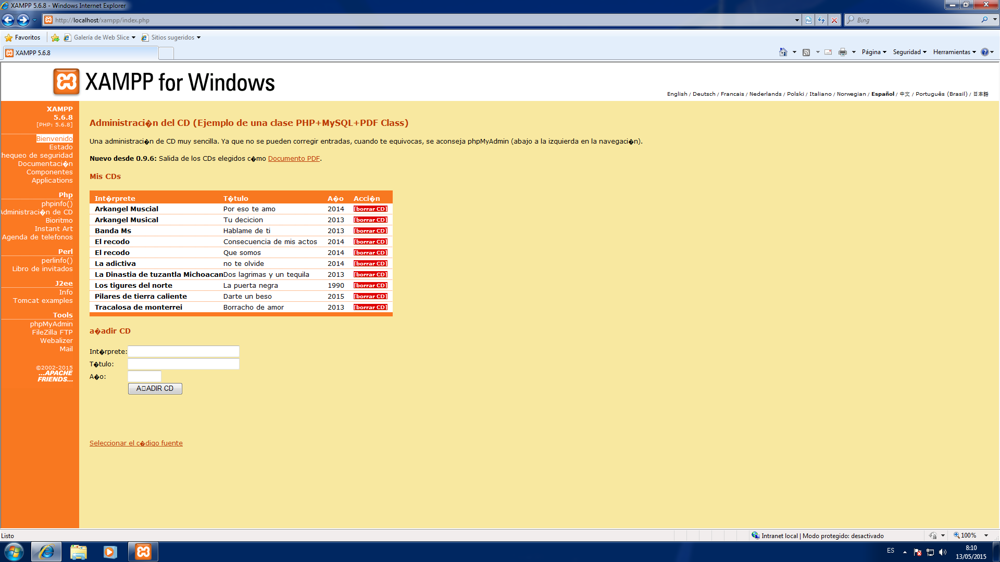 XAMPP 5.6.8 - Windows Internet Explorer
http://localhost/xampp/index.php
Bing
Favoritos
Galería de Web Slice
Sitios sugeridos
XAMPP 5.6.8
Página
Seguridad
Herramientas
XAMPP for Windows
English / Deutsch / Francais / Nederlands / Polski / Italiano / Norwegian / Español / 中文 / Português (Brasil) / 日本語
XAMPP
5.6.8
[PHP: 5.6.8]
Bienvenido
Estado
hequeo de seguridad
Documentaci�n
Componentes
Applications
Php
phpinfo()
Administraci�n de CD
Bioritmo
Instant Art
Agenda de telefonos
Perl
perlinfo()
Libro de invitados
J2ee
Info
Tomcat examples
Tools
phpMyAdmin
FileZilla FTP
Webalizer
Mail
©2002-2015
...APACHE
FRIENDS...
Administraci�n del CD (Ejemplo de una clase PHP+MySQL+PDF Class)
Una administraci�n de CD muy sencilla. Ya que no se pueden corregir entradas, cuando te equivocas, se aconseja phpMyAdmin (abajo a la izquierda en la navegaci�n).
Nuevo desde 0.9.6: Salida de los CDs elegidos c�mo Documento PDF.
Mis CDs
Int�rprete T�tulo A�o Acci�n
Arkangel Muscial Por eso te amo 2014 [borrar CD]
Arkangel Musical Tu decicion 2013 [borrar CD]
Banda Ms Hablame de ti 2013 [borrar CD]
El recodo Consecuencia de mis actos 2014 [borrar CD]
El recodo Que somos 2014 [borrar CD]
La adictiva no te olvide 2014 [borrar CD]
La Dinastia de tuzantla Michoacan Dos lagrimas y un tequila 2013 [borrar CD]
Los tigures del norte La puerta negra 1990 [borrar CD]
Pilares de tierra caliente Darte un beso 2015 [borrar CD]
Tracalosa de monterrei Borracho de amor 2013 [borrar CD]
a�adir CD
Int�rprete:
T�tulo:
A�o:
A�ADIR CD
Seleccionar el c�digo fuente
Listo
Intranet local | Modo protegido: desactivado
100%
ES
8:10
13/05/2015